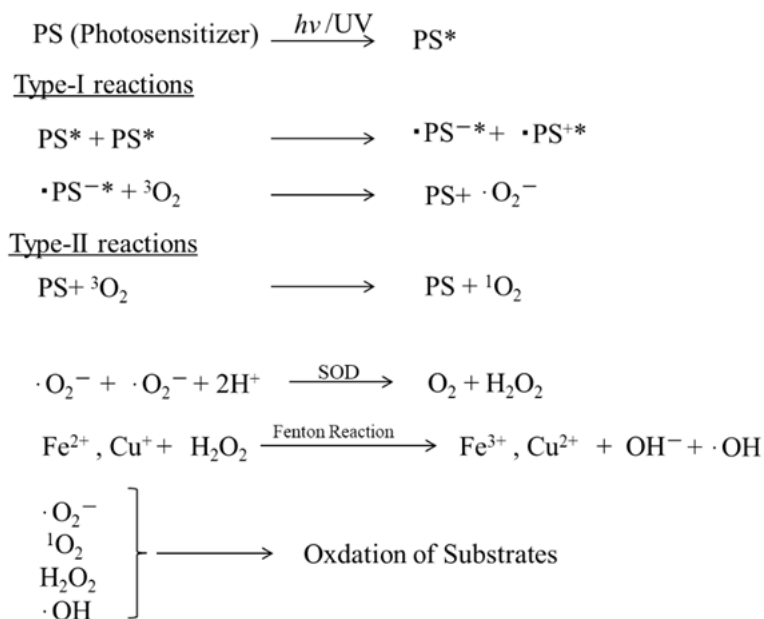 PS (Photosensitizer) hν/UV PS*
Type-I reactions
PS* + PS* ·PS⁻* + ·PS⁺*
·PS⁻* + ³O₂ PS+ ·O₂⁻
Type-II reactions
PS+ ³O₂ PS + ¹O₂
·O₂⁻ + ·O₂⁻ + 2H⁺ SOD O₂ + H₂O₂
Fe²⁺ , Cu⁺ + H₂O₂ Fenton Reaction Fe³⁺ , Cu²⁺ + OH⁻ + ·OH
·O₂⁻
¹O₂
H₂O₂
·OH
Oxdation of Substrates